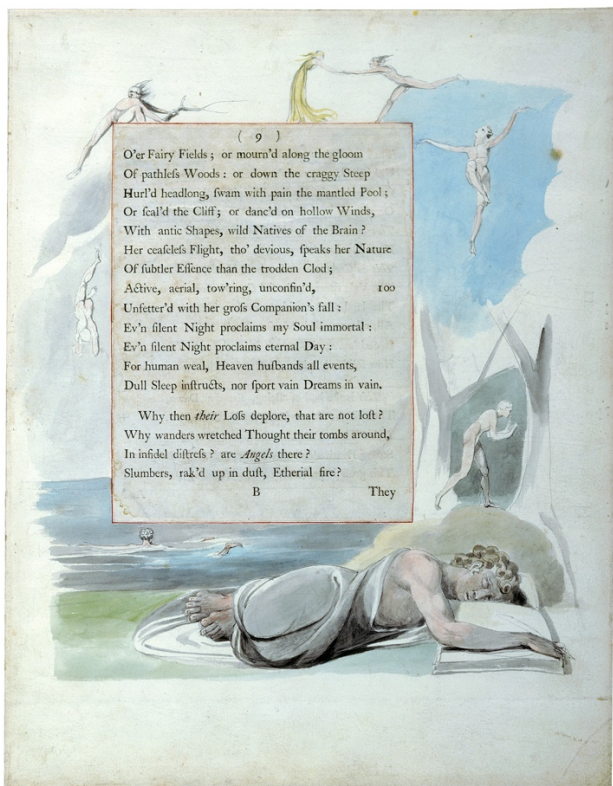 ( 9 )
O'er Fairy Fields ; or mourn'd along the gloom
Of pathleſs Woods : or down the craggy Steep
Hurl'd headlong, ſwam with pain the mantled Pool ;
Or ſcal'd the Cliff ; or danc'd on hollow Winds,
With antic Shapes, wild Natives of the Brain ?
Her ceaſeleſs Flight, tho' devious, ſpeaks her Nature
Of ſubtler Eſſence than the trodden Clod ;
Active, aerial, tow'ring, unconfin'd, 100
Unfetter'd with her groſs Companion's fall :
Ev'n ſilent Night proclaims my Soul immortal :
Ev'n ſilent Night proclaims eternal Day :
For human weal, Heaven huſbands all events,
Dull Sleep inſtructs, nor ſport vain Dreams in vain.
Why then their Loſs deplore, that are not loſt ?
Why wanders wretched Thought their tombs around,
In infidel diſtreſs ? are Angels there ?
Slumbers, rak'd up in duſt, Etherial fire ?
B They